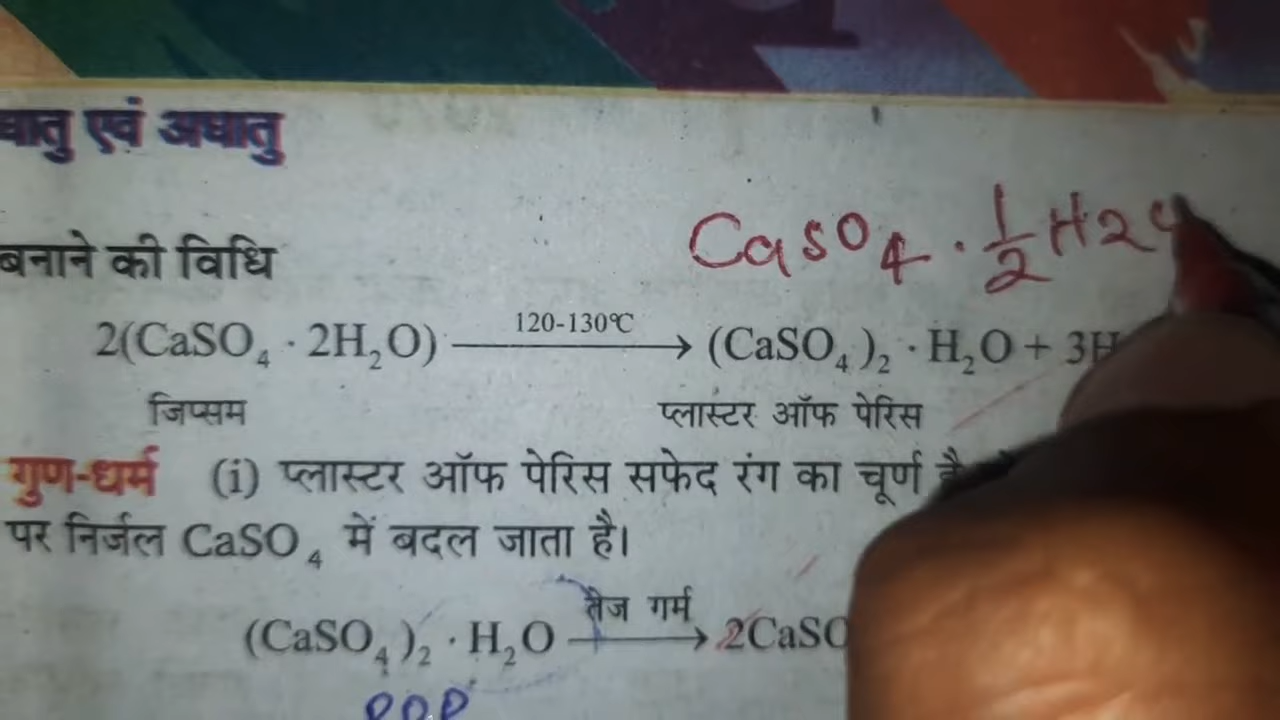 धातु एवं अधातु
CaSO4 · 1/2 H2
बनाने की विधि
2(CaSO₄ · 2H₂O) —120-130℃→ (CaSO₄)₂ · H₂O + 3H
जिप्सम प्लास्टर ऑफ पेरिस
गुण-धर्म (i) प्लास्टर ऑफ पेरिस सफेद रंग का चूर्ण है
पर निर्जल CaSO₄ में बदल जाता है।
(CaSO₄)₂ · H₂O —तेज गर्म→ 2CaSO
POP